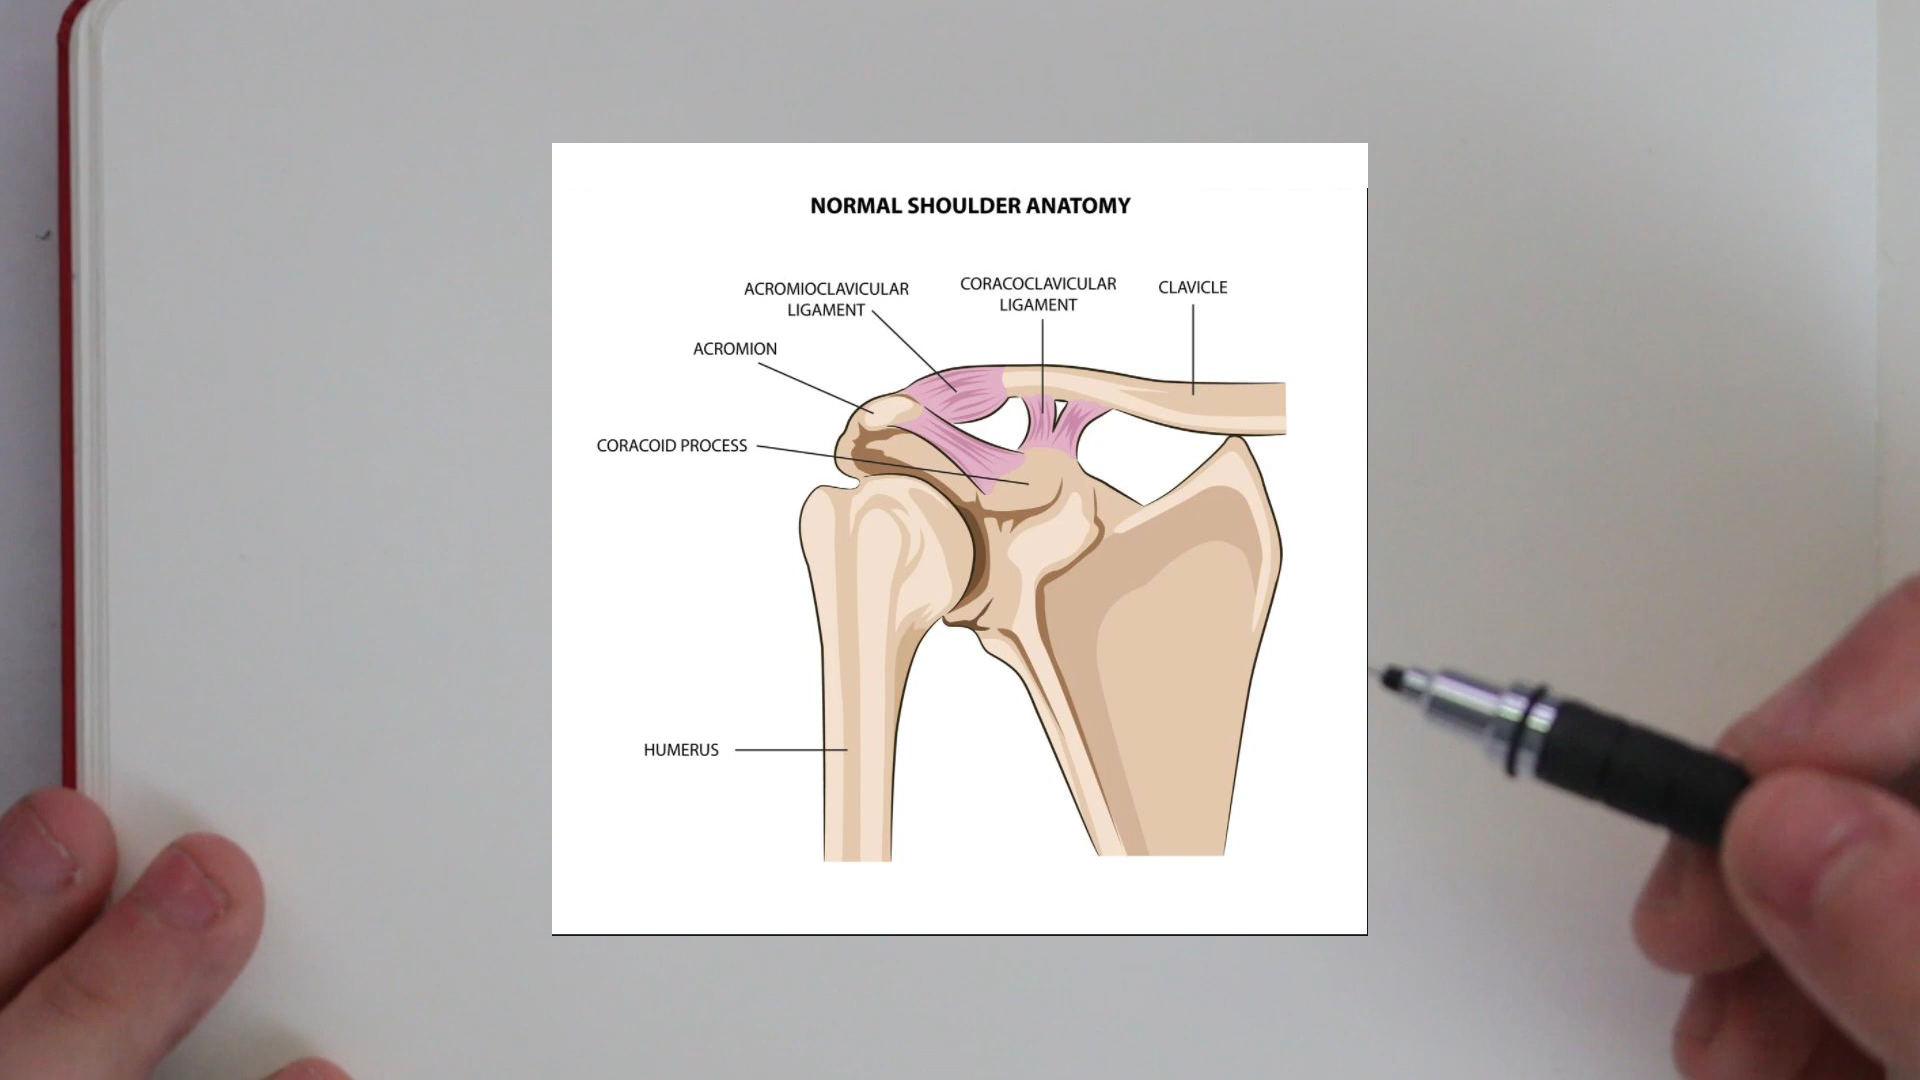 NORMAL SHOULDER ANATOMY
ACROMIOCLAVICULAR
LIGAMENT
CORACOCLAVICULAR
LIGAMENT
CLAVICLE
ACROMION
CORACOID PROCESS
HUMERUS